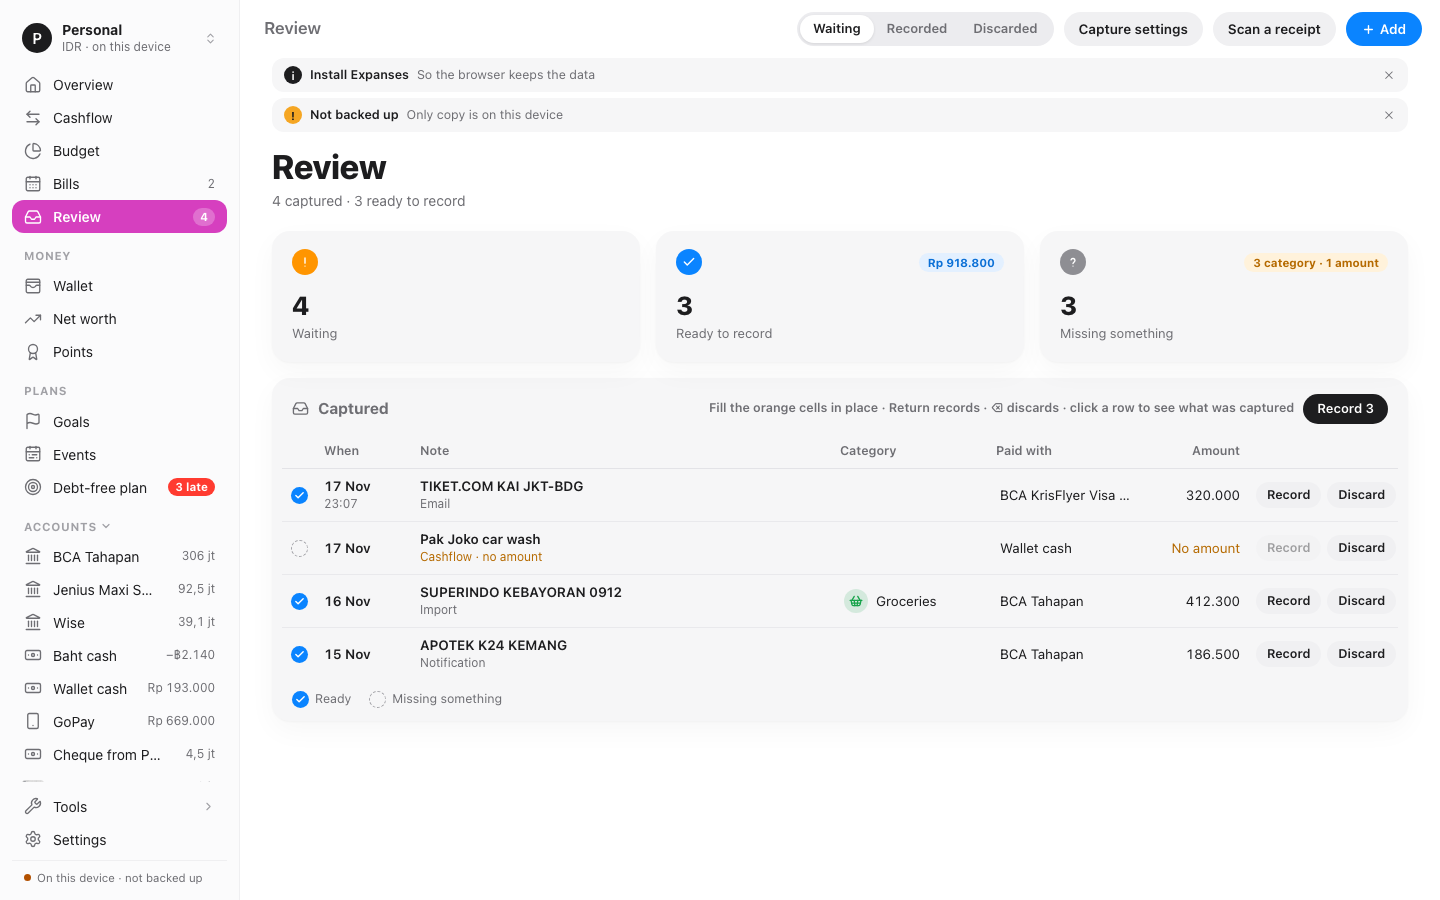 P
Personal
IDR · on this device
Overview
Cashflow
Budget
Bills 2
Review 4
MONEY
Wallet
Net worth
Points
PLANS
Goals
Events
Debt-free plan 3 late
ACCOUNTS
BCA Tahapan 306 jt
Jenius Maxi S... 92,5 jt
Wise 39,1 jt
Baht cash −฿2.140
Wallet cash Rp 193.000
GoPay Rp 669.000
Cheque from P... 4,5 jt
Tools
Settings
On this device · not backed up
Review
Waiting Recorded Discarded
Capture settings
Scan a receipt
+ Add
Install Expanses So the browser keeps the data
Not backed up Only copy is on this device
Review
4 captured · 3 ready to record
!
4
Waiting
Rp 918.800
3
Ready to record
?
3 category · 1 amount
3
Missing something
Captured
Fill the orange cells in place · Return records · ⌫ discards · click a row to see what was captured
Record 3
When Note Category Paid with Amount
17 Nov TIKET.COM KAI JKT-BDG BCA KrisFlyer Visa ... 320.000 Record Discard
23:07 Email
17 Nov Pak Joko car wash Wallet cash No amount Record Discard
Cashflow · no amount
16 Nov SUPERINDO KEBAYORAN 0912 Groceries BCA Tahapan 412.300 Record Discard
Import
15 Nov APOTEK K24 KEMANG BCA Tahapan 186.500 Record Discard
Notification
Ready Missing something